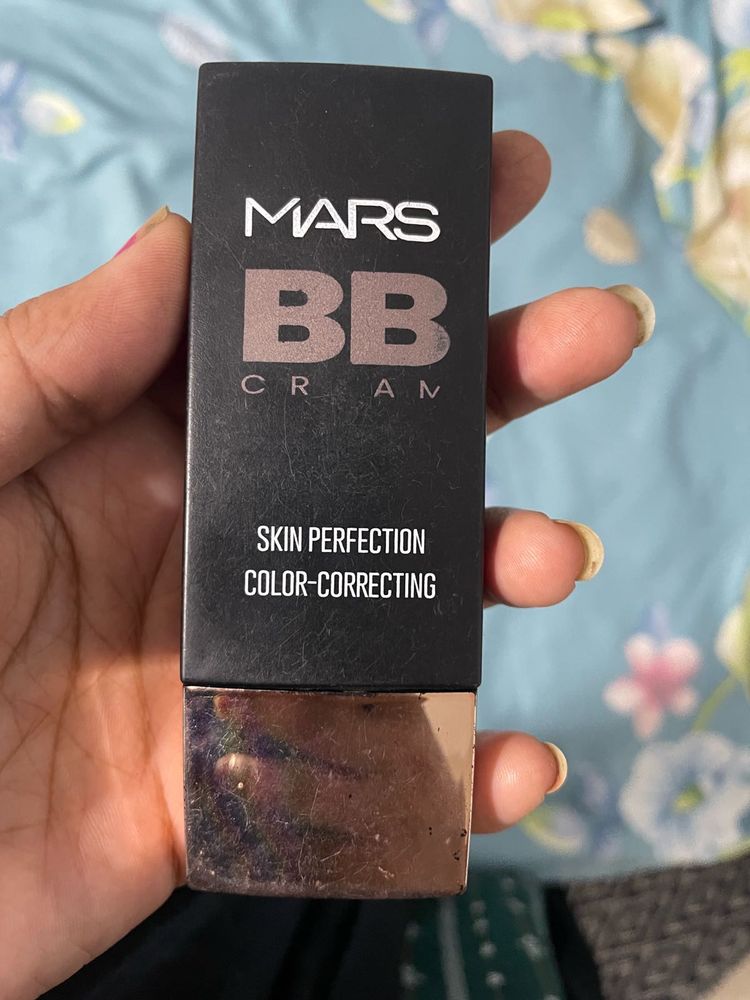 MARS
BB
CR AM
SKIN PERFECTION
COLOR-CORRECTING